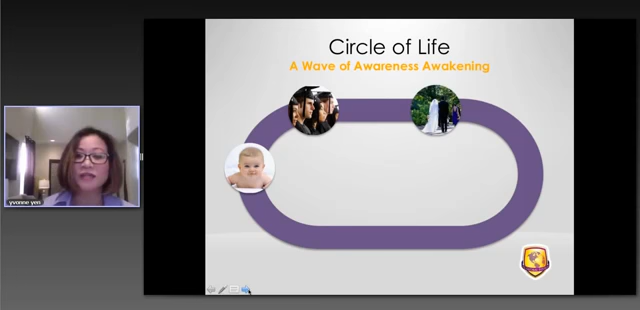 Circle of Life
A Wave of Awareness Awakening
yvonne yen